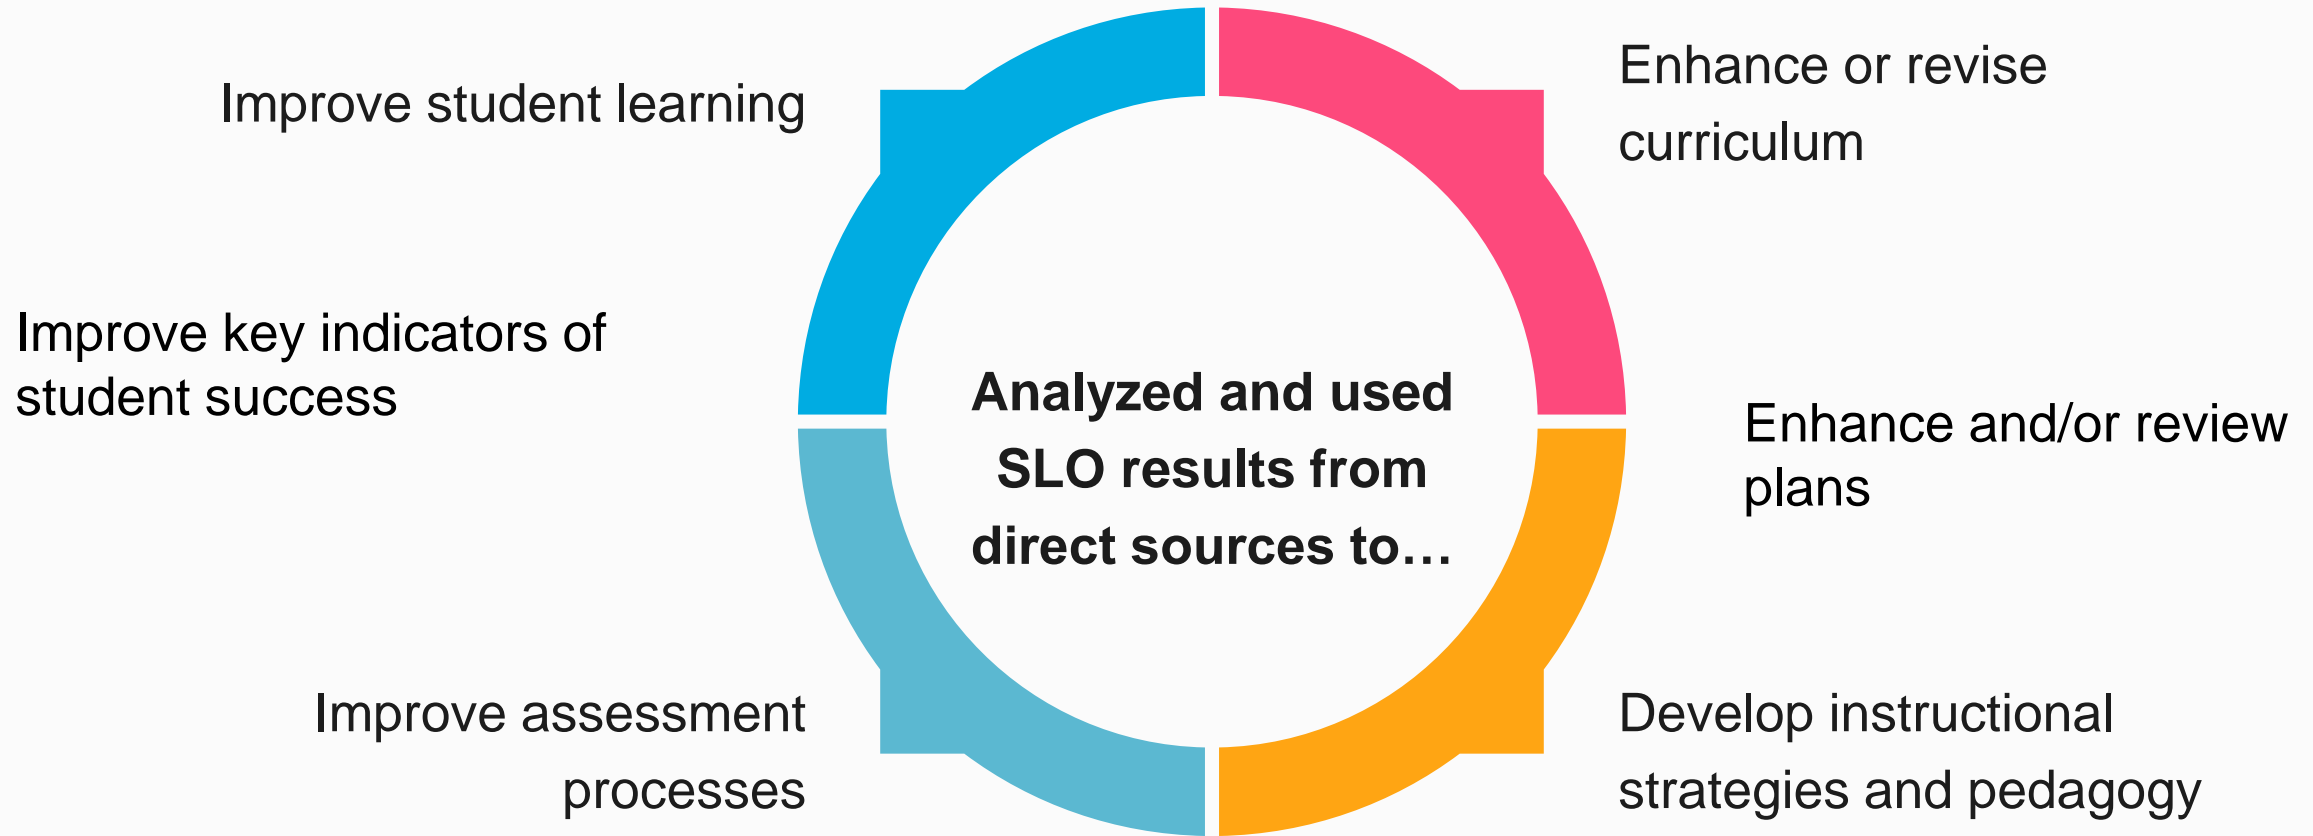 Improve student learning
Enhance or revise
curriculum
Improve key indicators of
student success
Analyzed and used
SLO results from
direct sources to…
Enhance and/or review
plans
Improve assessment
processes
Develop instructional
strategies and pedagogy